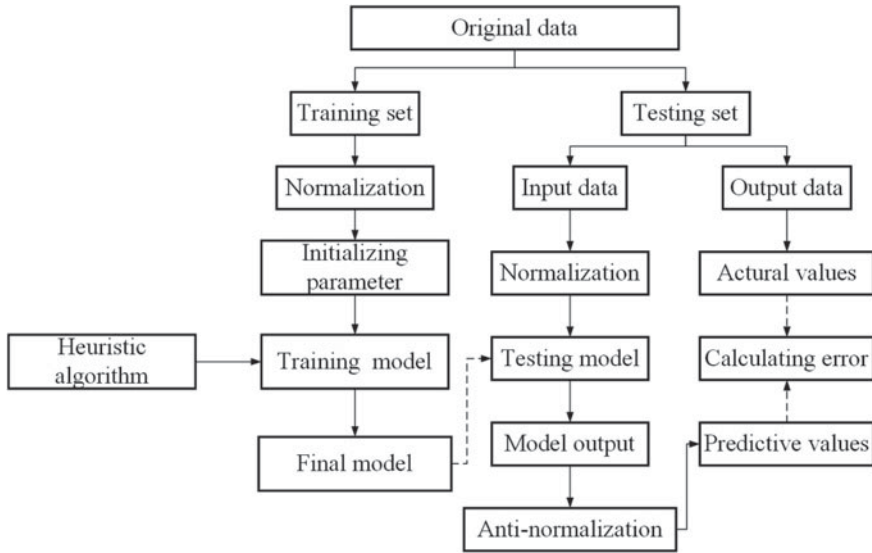 Original data
Training set
Testing set
Normalization
Input data
Output data
Initializing
parameter
Normalization
Actural values
Heuristic
algorithm
Training model
Testing model
Calculating error
Final model
Model output
Predictive values
Anti-normalization